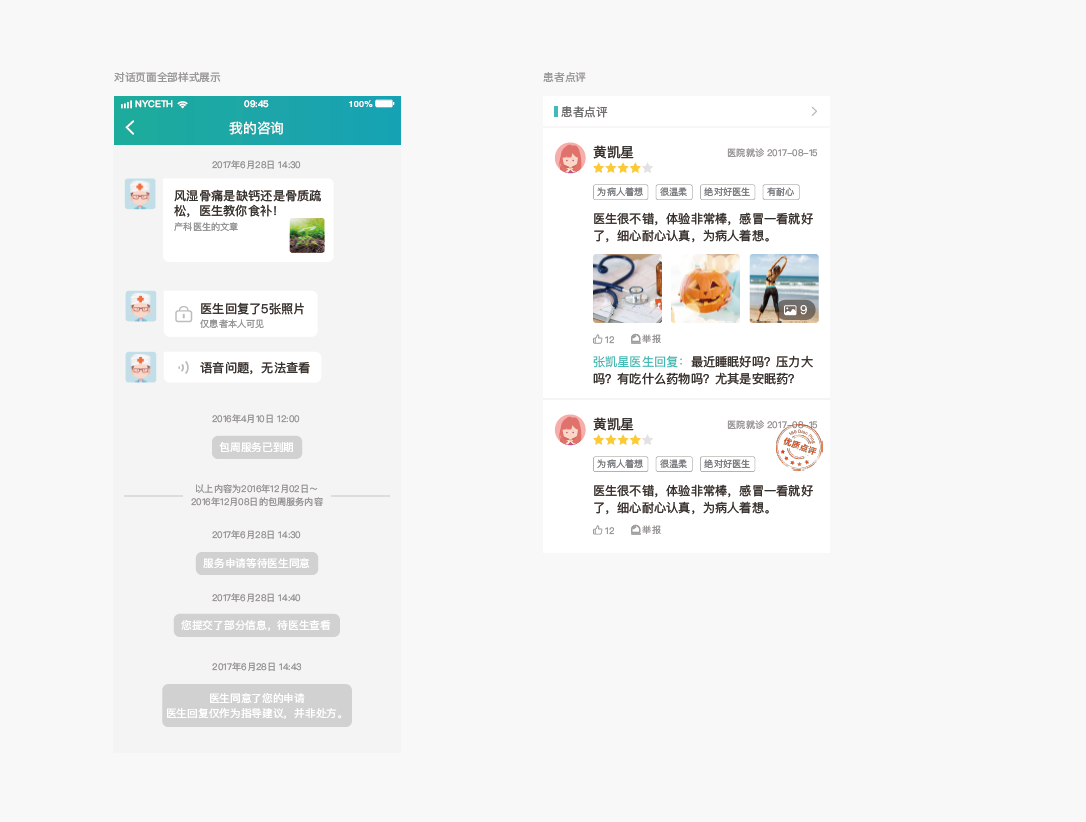 对话页面全部样式展示
NYCETH
09:45
100%
我的咨询
2017年6月28日 14:30
风湿骨痛是缺钙还是骨质疏
松，医生教你食补！
产科医生的文章
医生回复了5张照片
仅患者本人可见
语音问题，无法查看
2016年4月10日 12:00
包周服务已到期
以上内容为2016年12月02日～
2016年12月08日的包周服务内容
2017年6月28日 14:30
服务申请等待医生同意
2017年6月28日 14:40
您提交了部分信息，待医生查看
2017年6月28日 14:43
医生同意了您的申请
医生回复仅作为指导建议，并非处方。
患者点评
患者点评
黄凯星
医院就诊 2017-08-15
为病人着想 很温柔 绝对好医生 有耐心
医生很不错，体验非常棒，感冒一看就好
了，细心耐心认真，为病人着想。
9
12 举报
张凯星医生回复：最近睡眠好吗？压力大
吗？有吃什么药物吗？尤其是安眠药？
黄凯星
医院就诊 2017-08-15
优质点评
为病人着想 很温柔 绝对好医生
医生很不错，体验非常棒，感冒一看就好
了，细心耐心认真，为病人着想。
12 举报